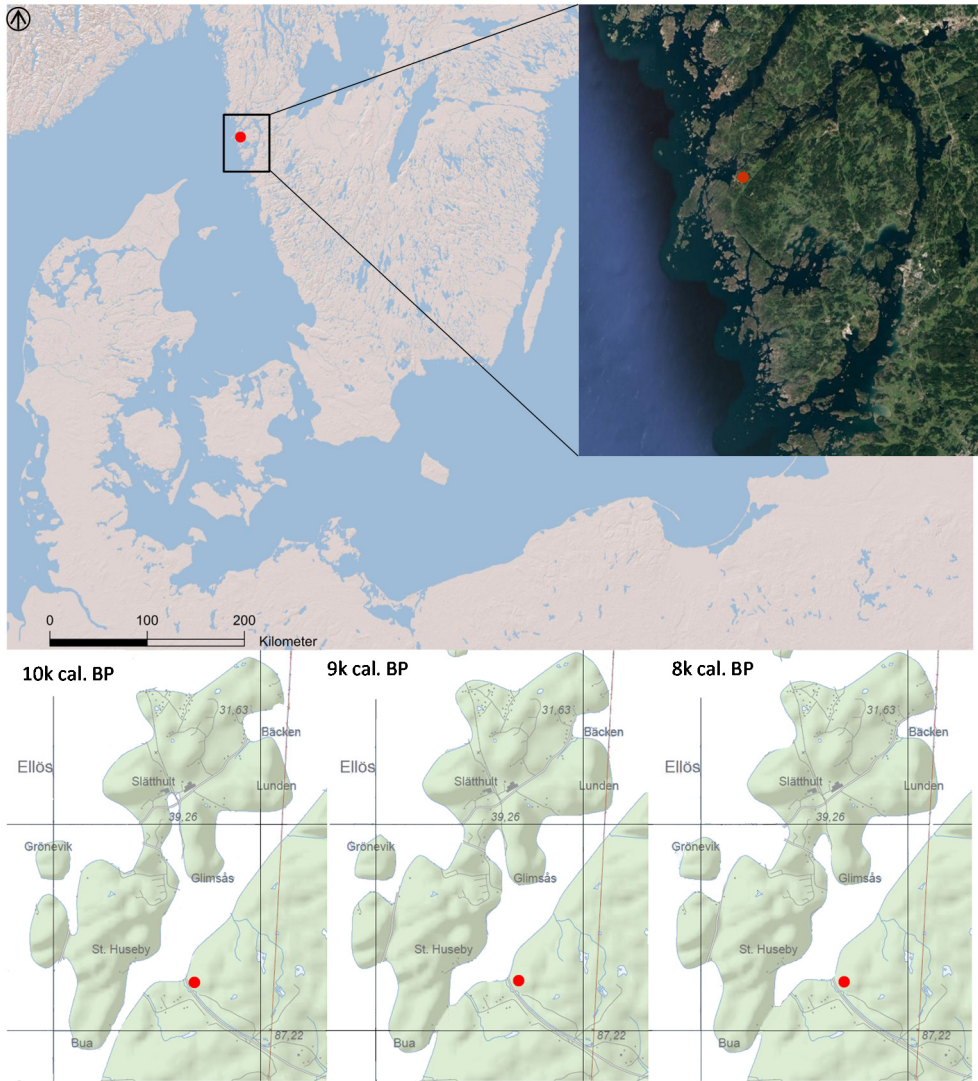 0 100 200
Kilometer
10k cal. BP
31,63
Bäcken
Ellös
Slätthult
Lunden
39,26
Grönevik
Glimsås
St. Huseby
Bua
87,22
9k cal. BP
31,63
Bäcken
Ellös
Slätthult
Lunden
39,26
Grönevik
Glimsås
St. Huseby
Bua
87,22
8k cal. BP
31,63
Bäcken
Ellös
Slätthult
Lunden
39,26
Grönevik
Glimsås
St. Huseby
Bua
87,22